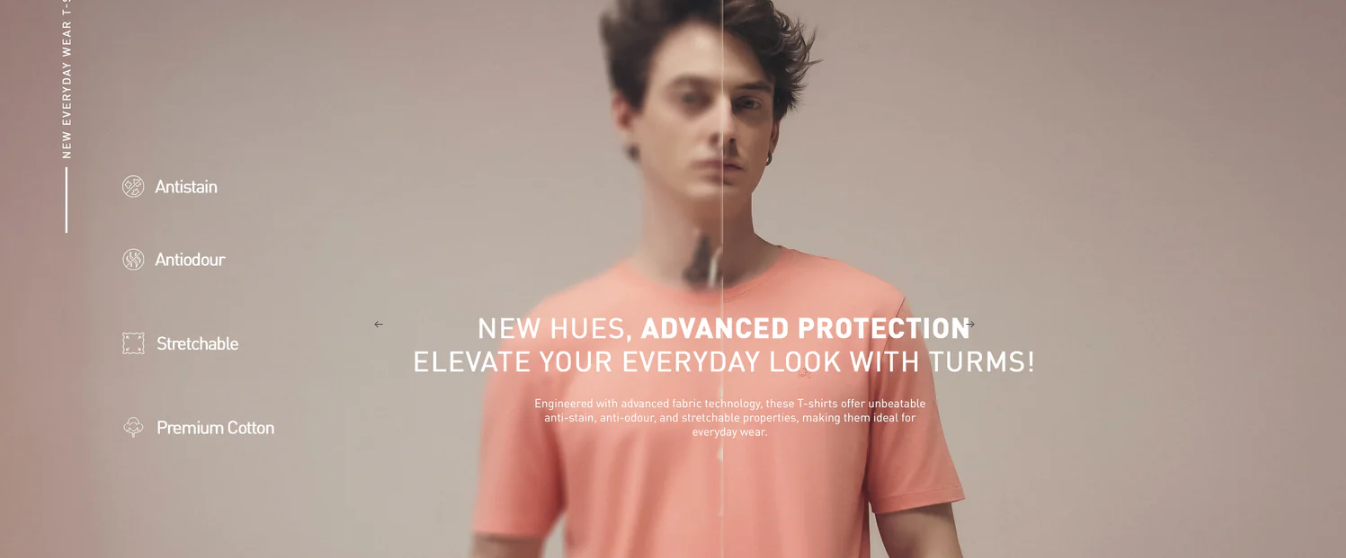 NEW EVERYDAY WEAR
Antistain
Antiodour
Stretchable
Premium Cotton
NEW HUES, ADVANCED PROTECTION
ELEVATE YOUR EVERYDAY LOOK WITH TURMS!
Engineered with advanced fabric technology, these T-shirts offer unbeatable
anti-stain, anti-odour, and stretchable properties, making them ideal for
everyday wear.